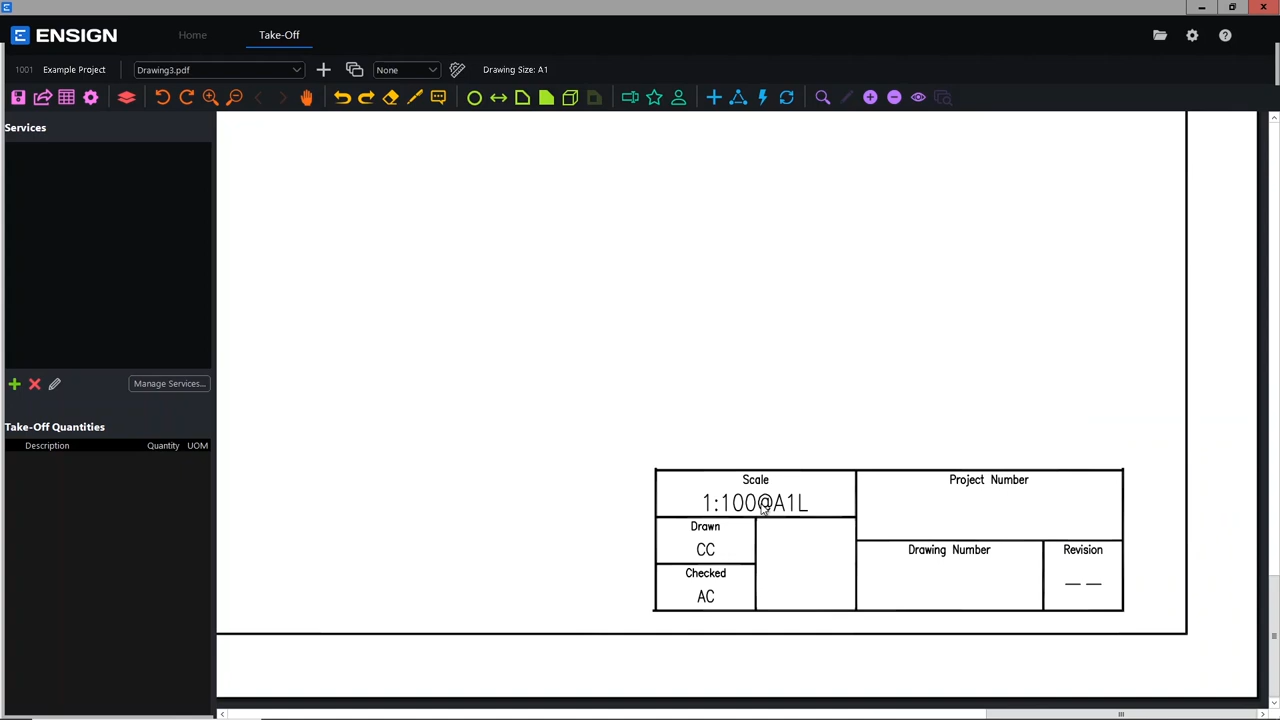 ENSIGN
Home
Take-Off
1001
Example Project
Drawing3.pdf
None
Drawing Size: A1
Services
Manage Services...
Take-Off Quantities
Description
Quantity
UOM
Scale
1:100@A1L
Project Number
Drawn
CC
Drawing Number
Revision
— —
Checked
AC